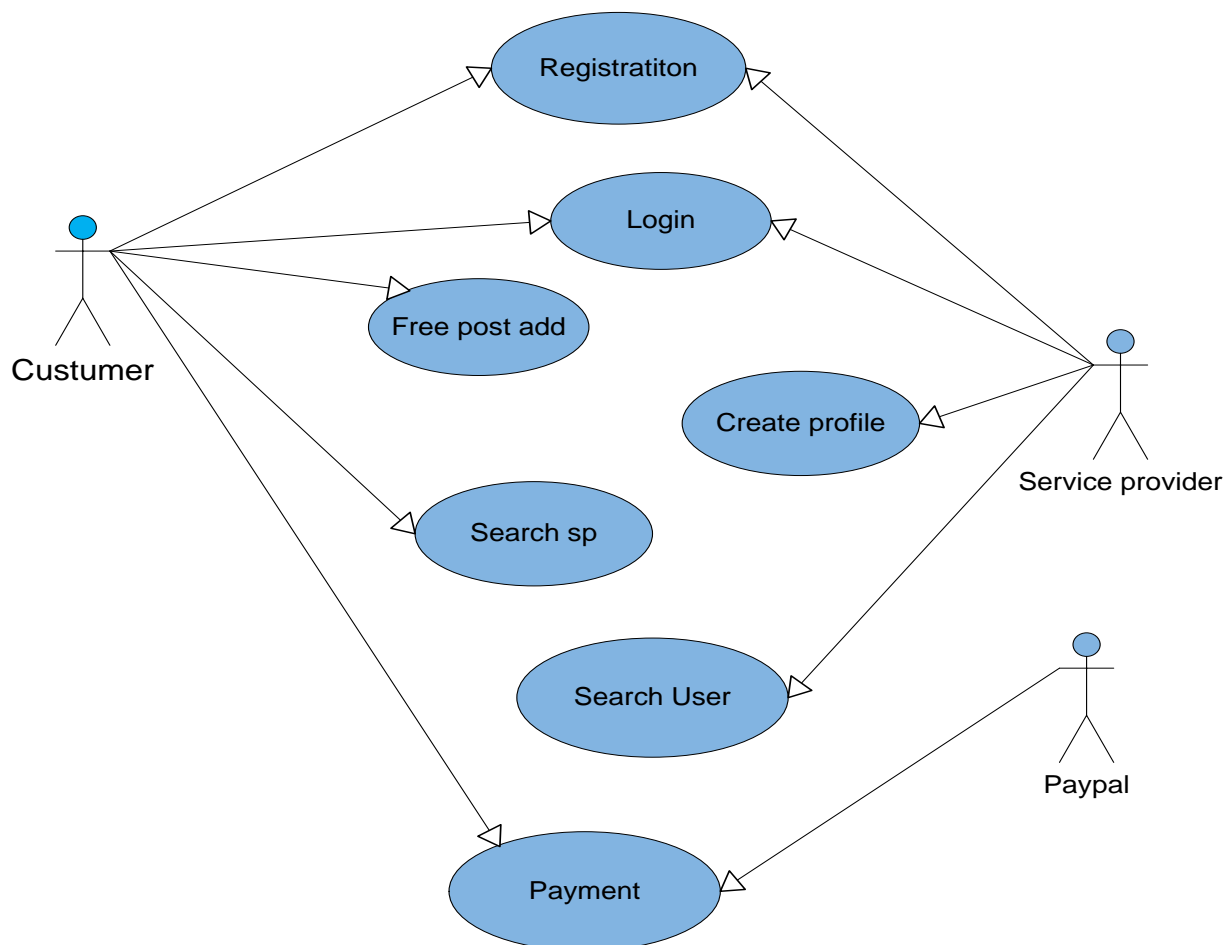 Registratiton
Login
Free post add
Custumer
Create profile
Service provider
Search sp
Search User
Paypal
Payment